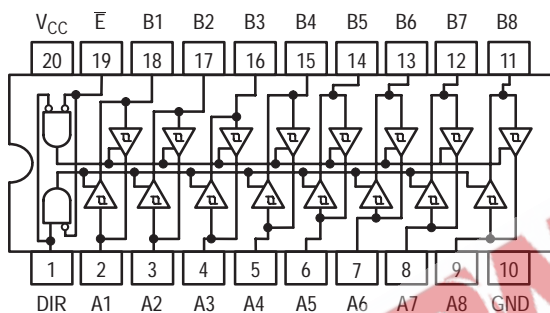 V_CC E̅ B1 B2 B3 B4 B5 B6 B7 B8
20 19 18 17 16 15 14 13 12 11
1 2 3 4 5 6 7 8 9 10
DIR A1 A2 A3 A4 A5 A6 A7 A8 GND